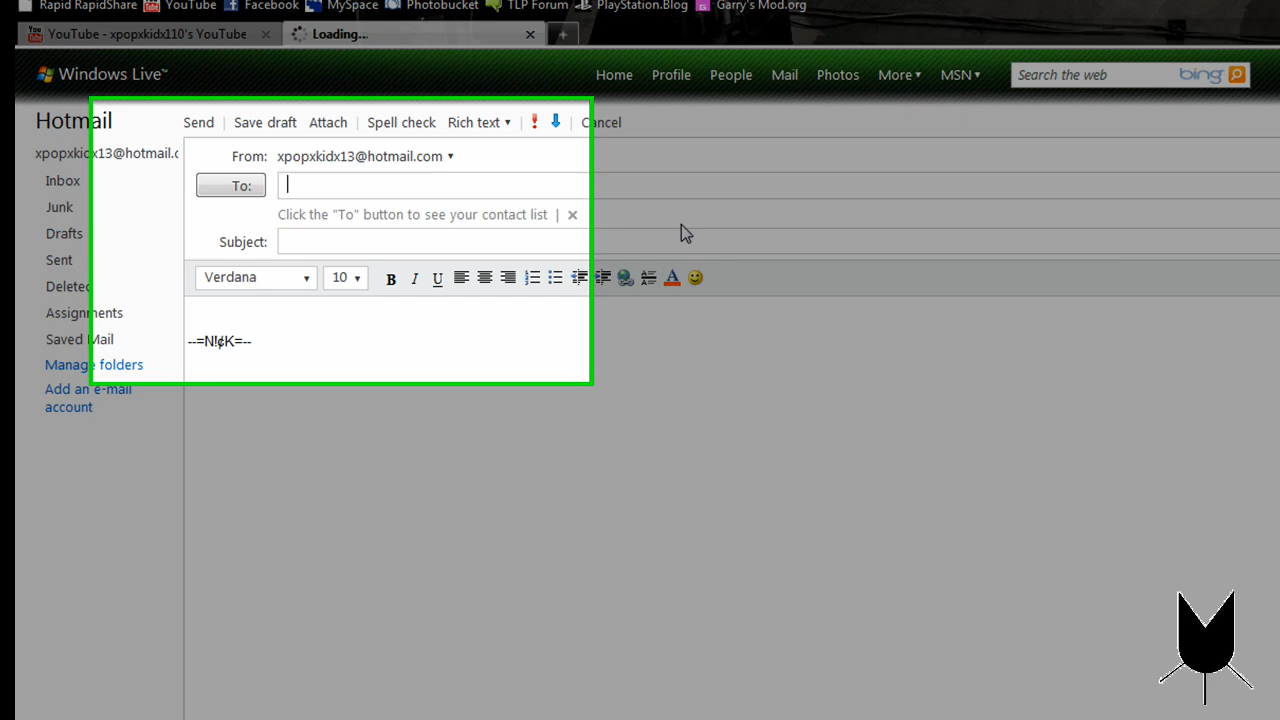 Rapid RapidShare YouTube Facebook MySpace Photobucket TLP Forum PlayStation.Blog Garry's Mod.org
YouTube - xpopxkidx110's YouTube Loading...
Windows Live™ Home Profile People Mail Photos More MSN Search the web bing
Hotmail Send | Save draft Attach | Spell check Rich text | ! | Cancel
xpopxkidx13@hotmail.c From: xpopxkidx13@hotmail.com
Inbox To:
Junk Click the "To" button to see your contact list |
Drafts Subject:
Sent Verdana 10 B I U A
Deleted
Assignments
Saved Mail --=N!¢K=--
Manage folders
Add an e-mail
account